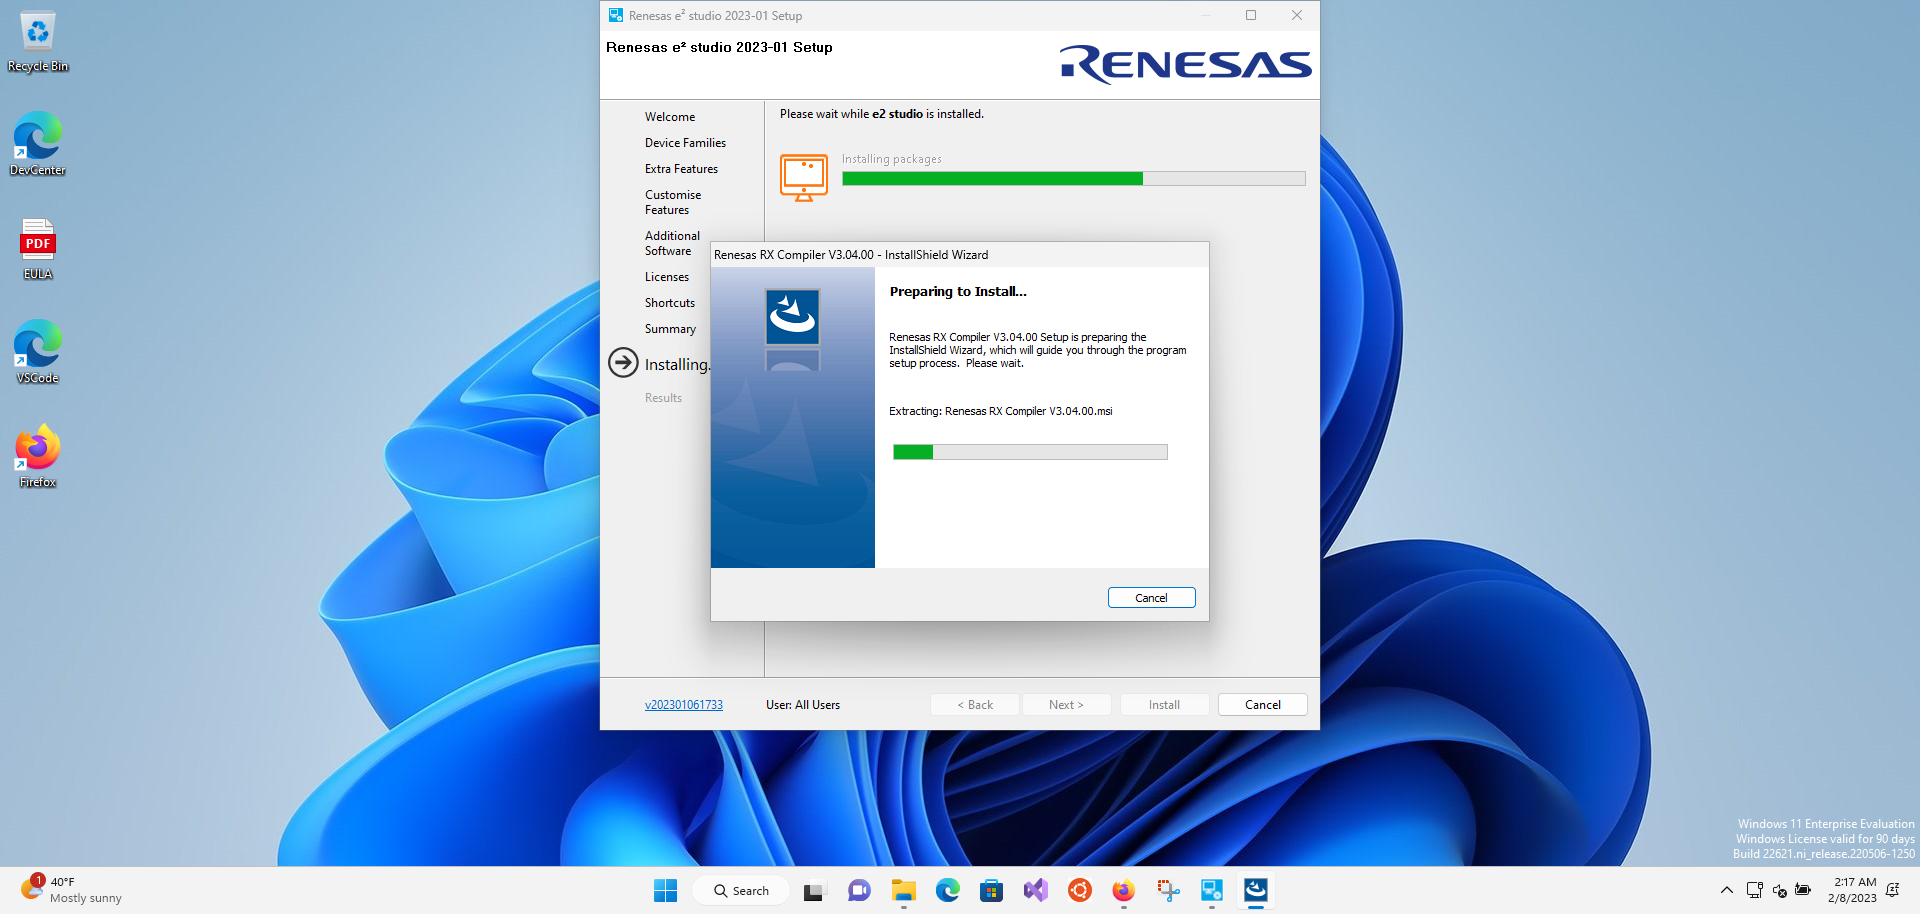 Recycle Bin
DevCenter
PDF
EULA
VSCode
Firefox
Renesas e² studio 2023-01 Setup
Renesas e² studio 2023-01 Setup
RENESAS
Welcome
Device Families
Extra Features
Customise
Features
Additional
Software
Licenses
Shortcuts
Summary
Installing.
Results
Please wait while e2 studio is installed.
Installing packages
Renesas RX Compiler V3.04.00 - InstallShield Wizard
Preparing to Install...
Renesas RX Compiler V3.04.00 Setup is preparing the
InstallShield Wizard, which will guide you through the program
setup process.  Please wait.
Extracting: Renesas RX Compiler V3.04.00.msi
Cancel
v202301061733
User: All Users
< Back
Next >
Install
Cancel
Windows 11 Enterprise Evaluation
Windows License valid for 90 days
Build 22621.ni_release.220506-1250
1
40°F
Mostly sunny
Search
2:17 AM
2/8/2023